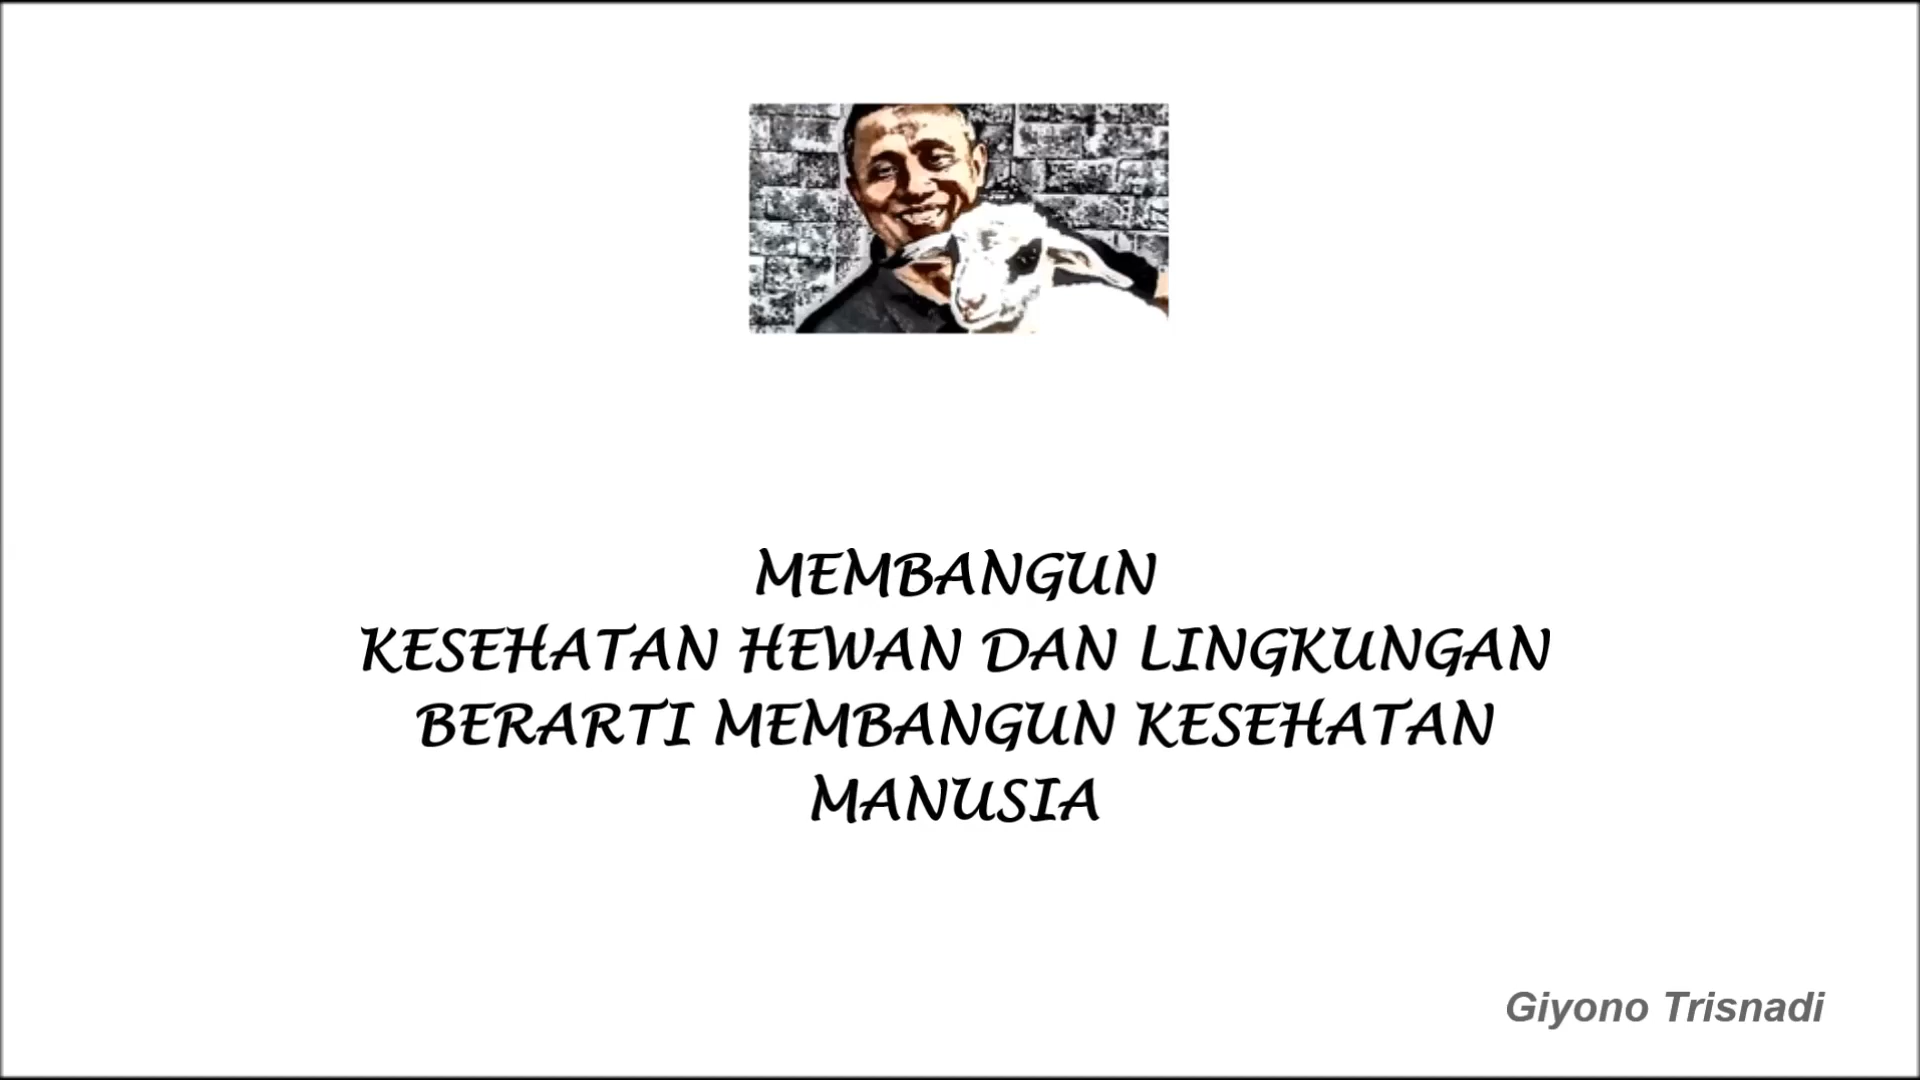 MEMBANGUN
KESEHATAN HEWAN DAN LINGKUNGAN
BERARTI MEMBANGUN KESEHATAN
MANUSIA
Giyono Trisnadi